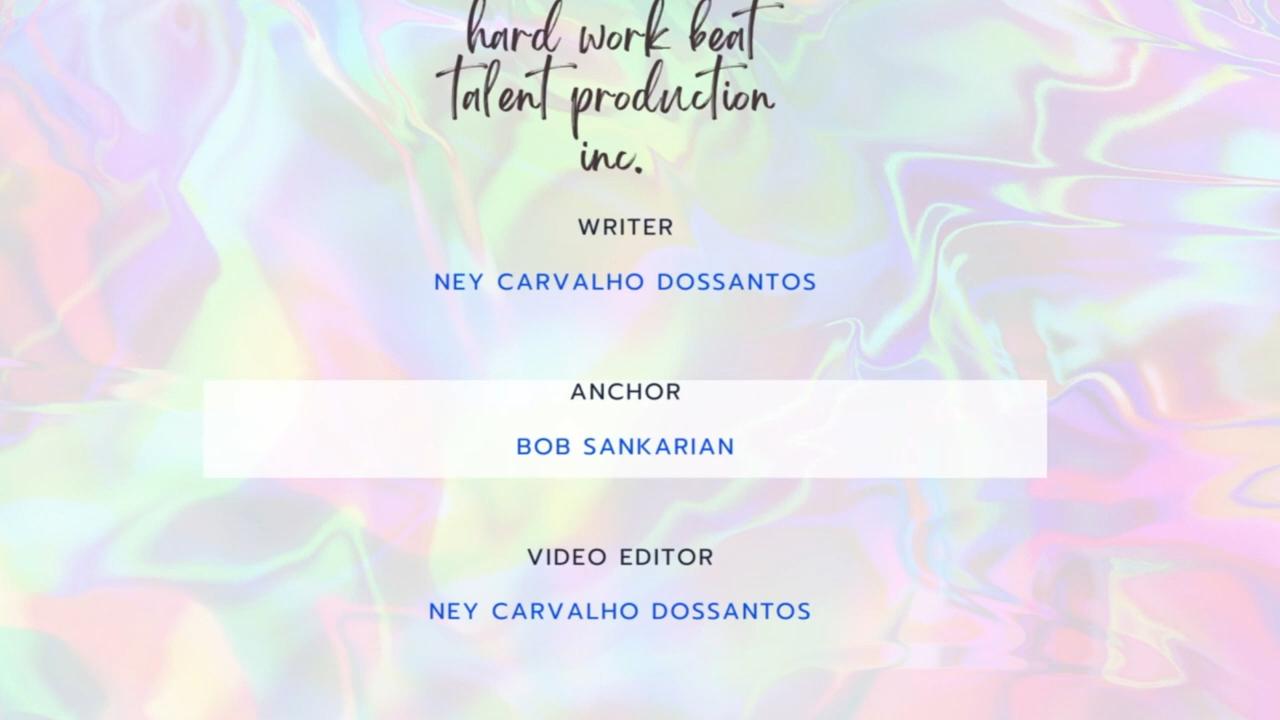 hard work beat
talent production
inc.
WRITER
NEY CARVALHO DOSSANTOS
ANCHOR
BOB SANKARIAN
VIDEO EDITOR
NEY CARVALHO DOSSANTOS